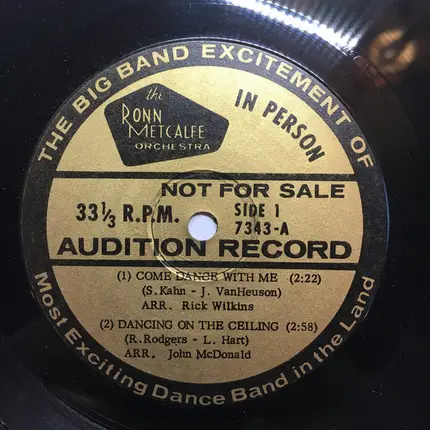 THE BIG BAND EXCITEMENT OF
the
RONN
METCALFE
ORCHESTRA
IN PERSON
NOT FOR SALE
33 1/3 R.P.M.
SIDE 1
7343-A
AUDITION RECORD
(1) COME DANCE WITH ME (2:22)
(S. Kahn - J. VanHeuson)
ARR. Rick Wilkins
(2) DANCING ON THE CEILING (2:58)
(R. Rodgers - L. Hart)
ARR. John McDonald
Most Exciting Dance Band in the Land